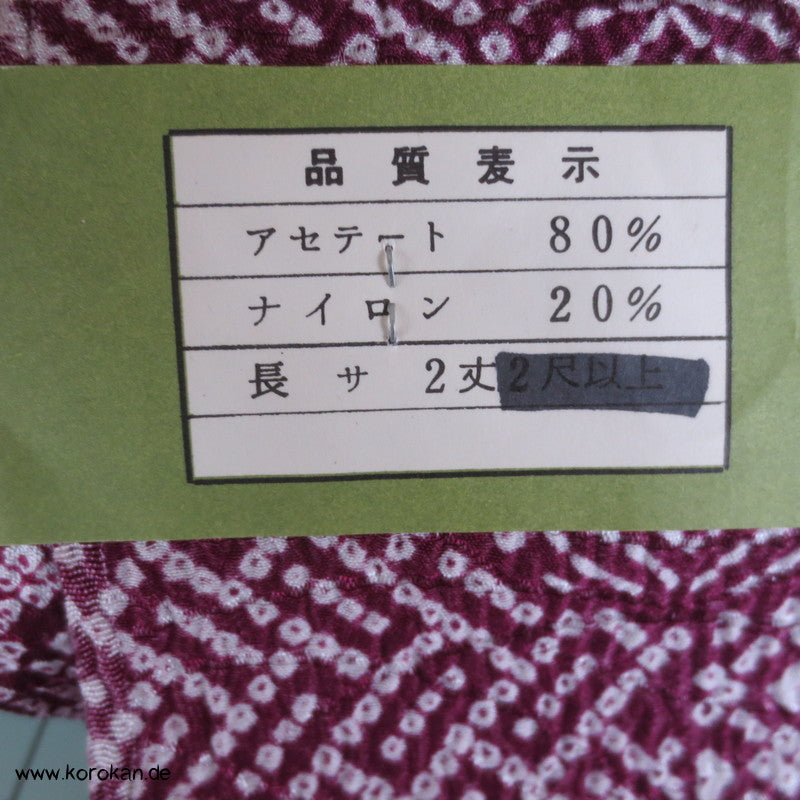 品質麦示
アセテート 80%
ナイロン 20%
長サ 2丈2尺以上
www.korokan.de